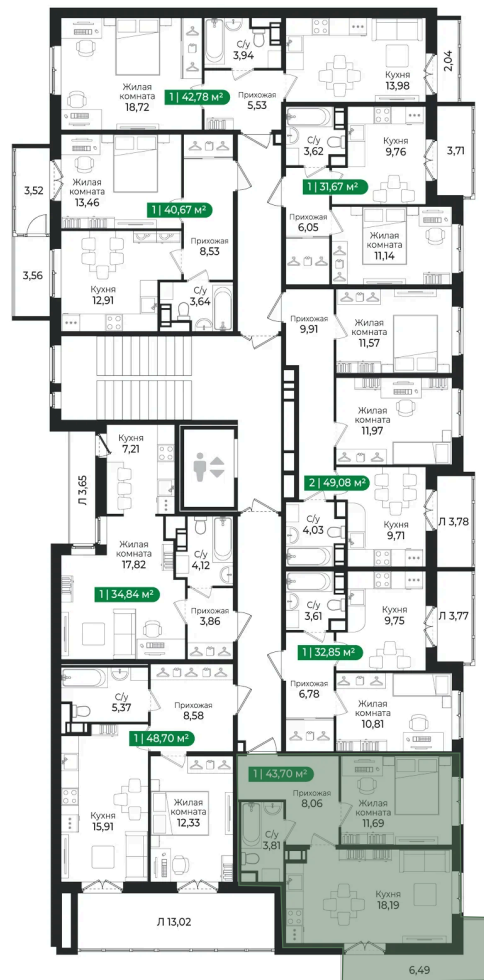 Жилая
комната
18,72
1 | 42,78 м²
С/у
3,94
Прихожая
5,53
Кухня
13,98
2,04
Жилая
комната
13,46
1 | 40,67 м²
3,52
3,56
Кухня
12,91
Прихожая
8,53
С/у
3,64
С/у
3,62
Кухня
9,76
3,71
1 | 31,67 м²
6,05
Прихожая
Жилая
комната
11,14
Прихожая
9,91
Жилая
комната
11,57
Жилая
комната
11,97
2 | 49,08 м²
С/у
4,03
Кухня
9,71
Л 3,78
Кухня
7,21
Л 3,65
Жилая
комната
17,82
1 | 34,84 м²
С/у
4,12
Прихожая
3,86
С/у
3,61
Кухня
9,75
Л 3,77
1 | 32,85 м²
Прихожая
6,78
Жилая
комната
10,81
С/у
5,37
Прихожая
8,58
1 | 48,70 м²
Кухня
15,91
Жилая
комната
12,33
Л 13,02
1 | 43,70 м²
Прихожая
8,06
Жилая
комната
11,69
С/у
3,81
Кухня
18,19
6,49